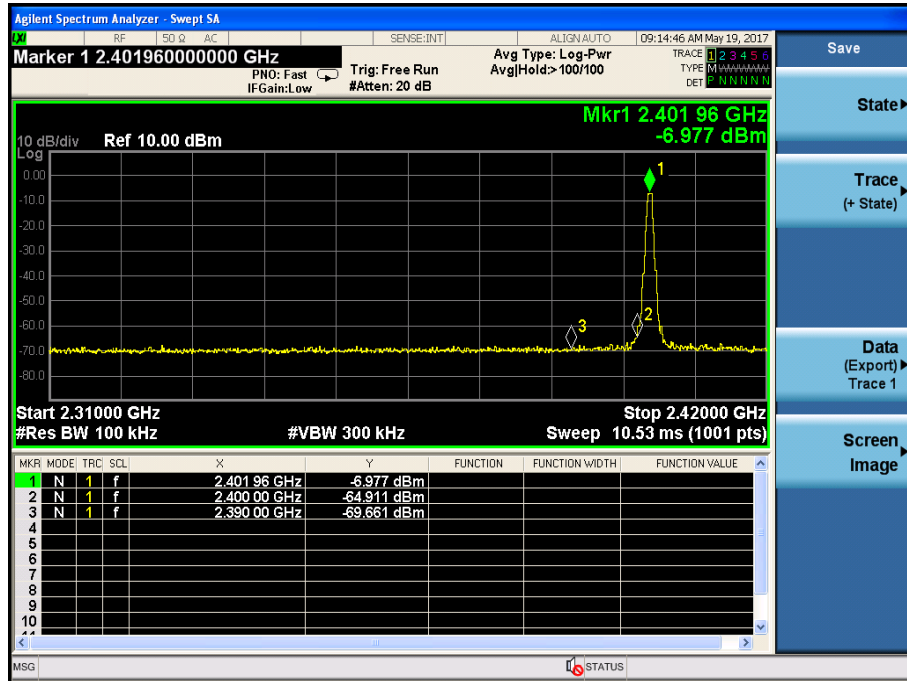 Agilent Spectrum Analyzer - Swept SA
LXI RF 50 Ω AC SENSE:INT ALIGN AUTO 09:14:46 AM May 19, 2017
Marker 1 2.401960000000 GHz
PNO: Fast
IFGain:Low
Trig: Free Run
#Atten: 20 dB
Avg Type: Log-Pwr
Avg|Hold:>100/100
TRACE 1 2 3 4 5 6
TYPE M
DET P N N N N N
Mkr1 2.401 96 GHz
-6.977 dBm
10 dB/div Ref 10.00 dBm
Log
0.00
-10.0
-20.0
-30.0
-40.0
-50.0
-60.0
-70.0
-80.0
1
2
3
Start 2.31000 GHz Stop 2.42000 GHz
#Res BW 100 kHz #VBW 300 kHz Sweep 10.53 ms (1001 pts)
MKR MODE TRC SCL X Y FUNCTION FUNCTION WIDTH FUNCTION VALUE
1 N 1 f 2.401 96 GHz -6.977 dBm
2 N 1 f 2.400 00 GHz -64.911 dBm
3 N 1 f 2.390 00 GHz -69.661 dBm
4
5
6
7
8
9
10
MSG STATUS
Save
State
Trace
(+ State)
Data
(Export)
Trace 1
Screen
Image